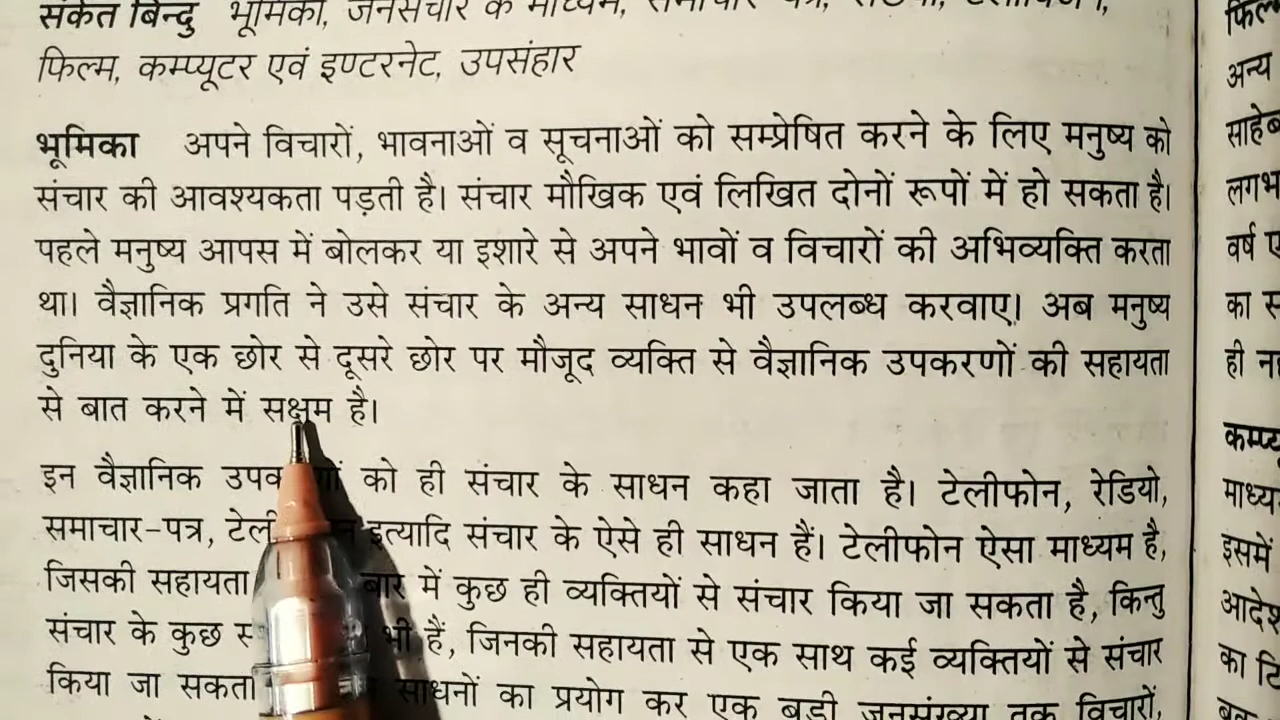 संकेत बिन्दु भूमिका, जनसंचार के माध्यम, समाचार पत्र,
फिल्म, कम्प्यूटर एवं इण्टरनेट, उपसंहार
भूमिका अपने विचारों, भावनाओं व सूचनाओं को सम्प्रेषित करने के लिए मनुष्य को
संचार की आवश्यकता पड़ती है। संचार मौखिक एवं लिखित दोनों रूपों में हो सकता है।
पहले मनुष्य आपस में बोलकर या इशारे से अपने भावों व विचारों की अभिव्यक्ति करता
था। वैज्ञानिक प्रगति ने उसे संचार के अन्य साधन भी उपलब्ध करवाए। अब मनुष्य
दुनिया के एक छोर से दूसरे छोर पर मौजूद व्यक्ति से वैज्ञानिक उपकरणों की सहायता
से बात करने में सक्षम है।
इन वैज्ञानिक को ही संचार के साधन कहा जाता है। टेलीफोन, रेडियो,
समाचार-पत्र, इत्यादि संचार के ऐसे ही साधन हैं। टेलीफोन ऐसा माध्यम है,
जिसकी सहायता बार में कुछ ही व्यक्तियों से संचार किया जा सकता है, किन्तु
संचार के कुछ भी हैं, जिनकी सहायता से एक साथ कई व्यक्तियों से संचार
किया जा सकता साधनों का प्रयोग कर एक बड़ी जनसंख्या तक विचारों,
अन्य
वर्ष
का
ही
इसमें
का